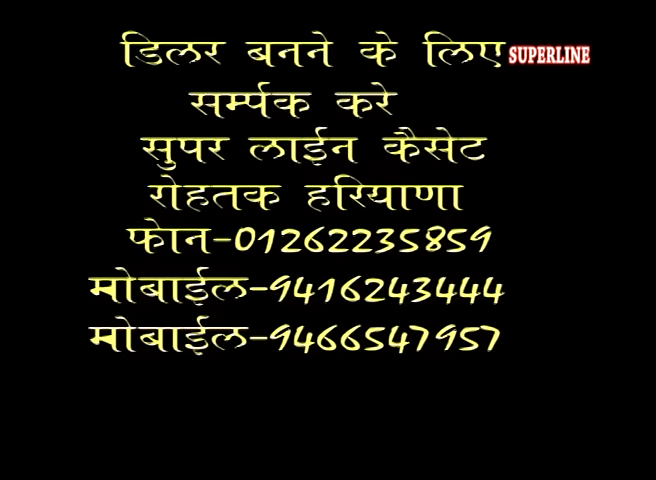 डिलर बनने के लिए SUPERLINE
सर्म्पक करे
सुपर लाईन कैसेट
रोहतक हरियाणा
फोन-01262235859
मोबाईल-9416243444
मोबाईल-9466547957